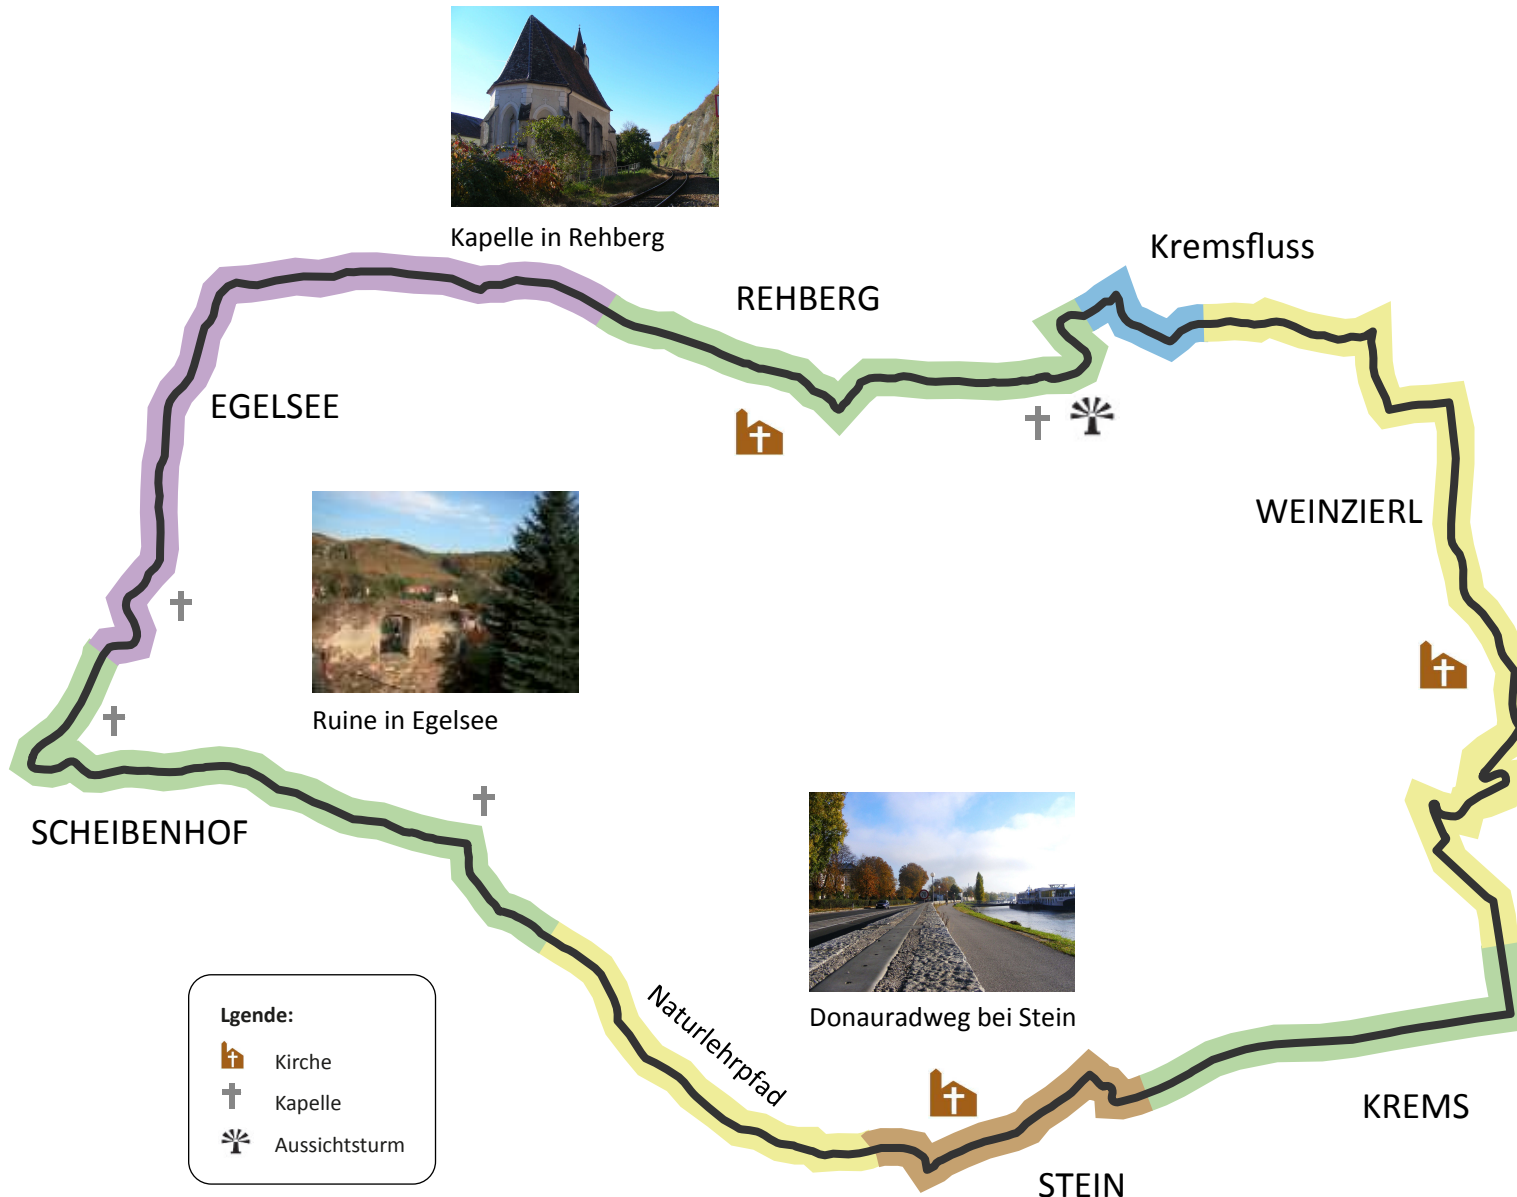 Kapelle in Rehberg
Kremsfluss
REHBERG
EGELSEE
WEINZIERL
Ruine in Egelsee
SCHEIBENHOF
Naturlehrpfad
Donauradweg bei Stein
Lgende:
Kirche
Kapelle
Aussichtsturm
KREMS
STEIN